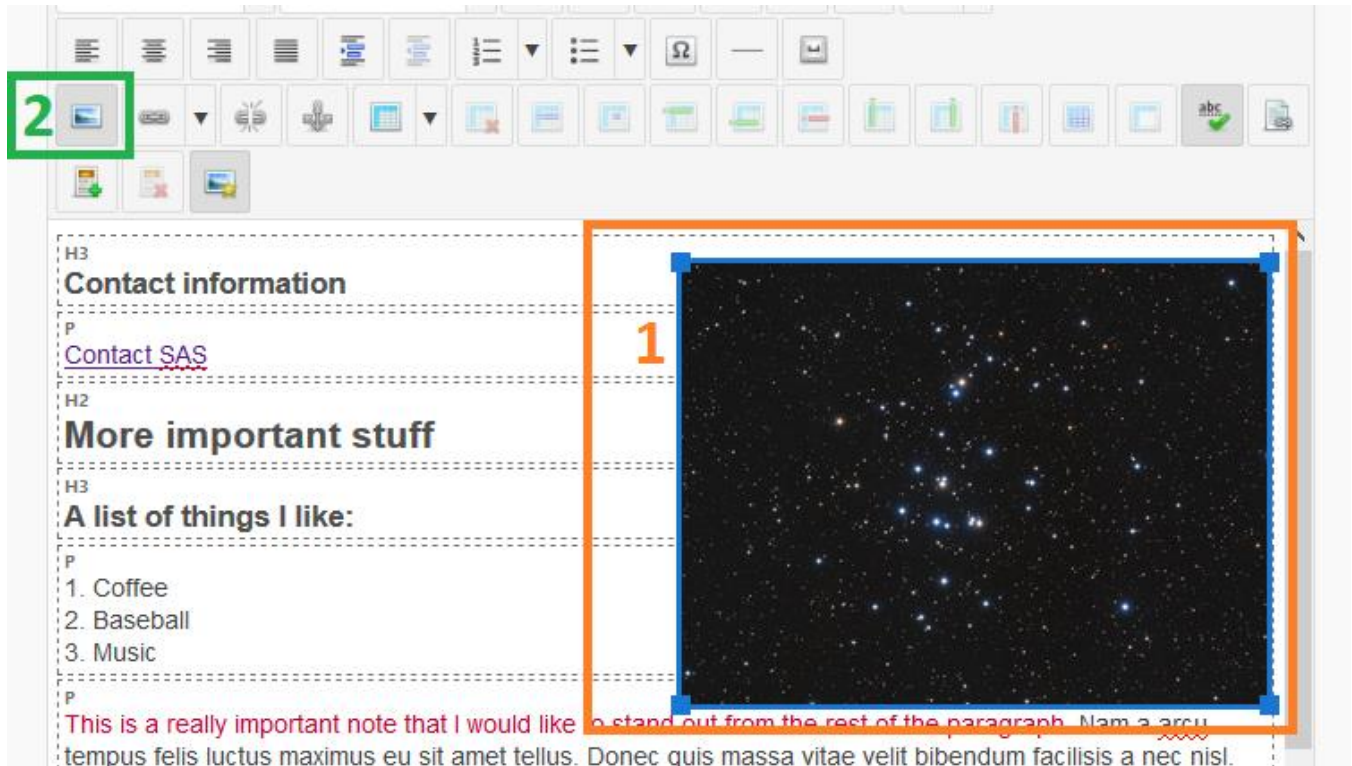 Ω
2
abc
H3
Contact information
P
1
Contact SAS
H2
More important stuff
H3
A list of things I like:
P
1. Coffee
2. Baseball
3. Music
P
This is a really important note that I would like to stand out from the rest of the paragraph. Nam a arcu
tempus felis luctus maximus eu sit amet tellus. Donec quis massa vitae velit bibendum facilisis a nec nisl.